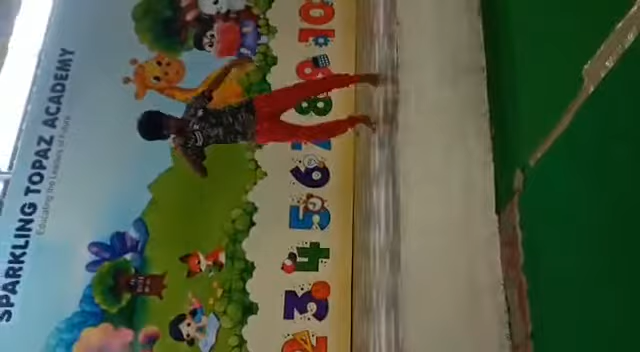 SPARKLING TOPAZ ACADEMY
Educating the Leaders of Future
2 3 4 5 6 7 8 9 10